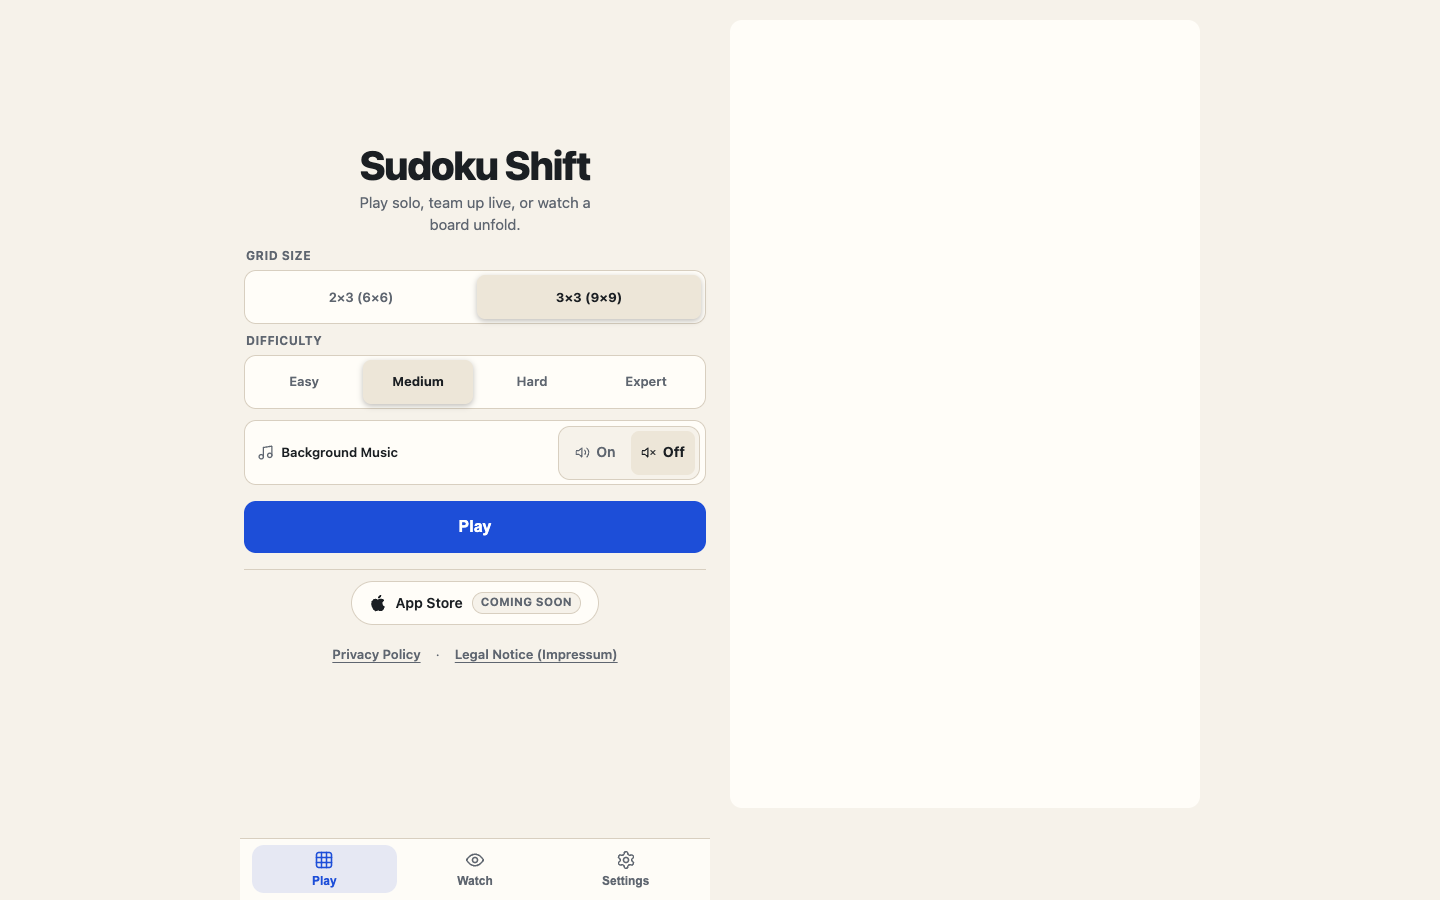 Sudoku Shift
Play solo, team up live, or watch a
board unfold.
GRID SIZE
2×3 (6×6) 3×3 (9×9)
DIFFICULTY
Easy Medium Hard Expert
Background Music On Off
Play
App Store COMING SOON
Privacy Policy · Legal Notice (Impressum)
Play Watch Settings